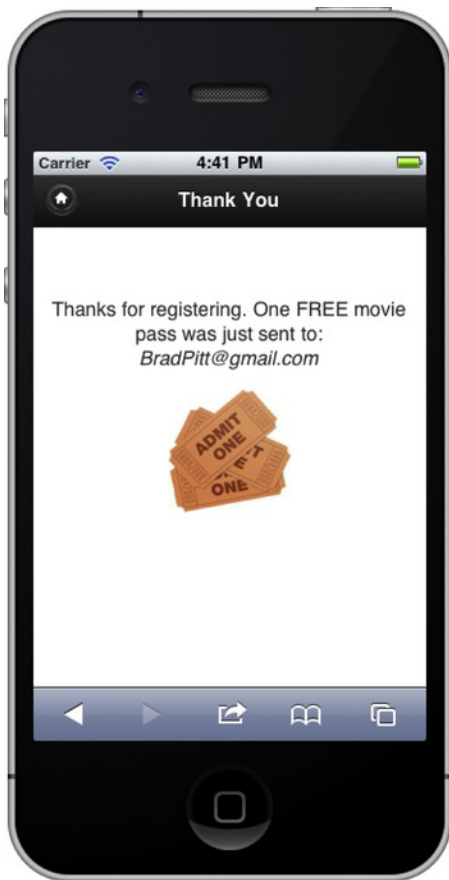 Carrier 4:41 PM
Thank You
Thanks for registering. One FREE movie
pass was just sent to:
BradPitt@gmail.com
ADMIT
ONE
ONE